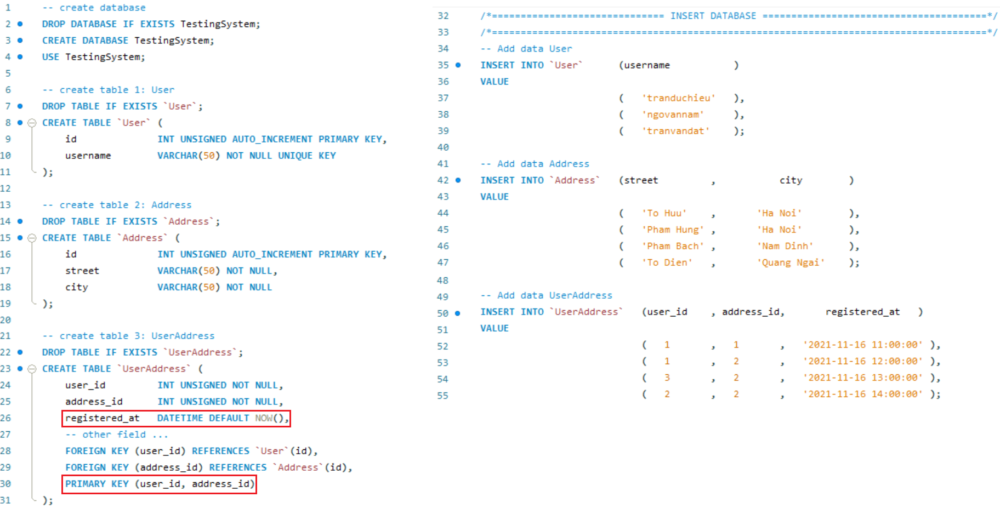 1 -- create database
2 DROP DATABASE IF EXISTS TestingSystem;
3 CREATE DATABASE TestingSystem;
4 USE TestingSystem;
5
6 -- create table 1: User
7 DROP TABLE IF EXISTS `User`;
8 CREATE TABLE `User` (
9 id INT UNSIGNED AUTO_INCREMENT PRIMARY KEY,
10 username VARCHAR(50) NOT NULL UNIQUE KEY
11 );
12
13 -- create table 2: Address
14 DROP TABLE IF EXISTS `Address`;
15 CREATE TABLE `Address` (
16 id INT UNSIGNED AUTO_INCREMENT PRIMARY KEY,
17 street VARCHAR(50) NOT NULL,
18 city VARCHAR(50) NOT NULL
19 );
20
21 -- create table 3: UserAddress
22 DROP TABLE IF EXISTS `UserAddress`;
23 CREATE TABLE `UserAddress` (
24 user_id INT UNSIGNED NOT NULL,
25 address_id INT UNSIGNED NOT NULL,
26 registered_at DATETIME DEFAULT NOW(),
27 -- other field ...
28 FOREIGN KEY (user_id) REFERENCES `User`(id),
29 FOREIGN KEY (address_id) REFERENCES `Address`(id),
30 PRIMARY KEY (user_id, address_id)
31 );
32 /*============================== INSERT DATABASE =======================================*/
33 /*======================================================================================*/
34 -- Add data User
35 INSERT INTO `User` (username )
36 VALUE
37 ( 'tranduchieu' ),
38 ( 'ngovannam' ),
39 ( 'tranvandat' );
40
41 -- Add data Address
42 INSERT INTO `Address` (street , city )
43 VALUE
44 ( 'To Huu' , 'Ha Noi' ),
45 ( 'Pham Hung' , 'Ha Noi' ),
46 ( 'Pham Bach' , 'Nam Dinh' ),
47 ( 'To Dien' , 'Quang Ngai' );
48
49 -- Add data UserAddress
50 INSERT INTO `UserAddress` (user_id , address_id, registered_at )
51 VALUE
52 ( 1 , 1 , '2021-11-16 11:00:00' ),
53 ( 1 , 2 , '2021-11-16 12:00:00' ),
54 ( 3 , 2 , '2021-11-16 13:00:00' ),
55 ( 2 , 2 , '2021-11-16 14:00:00' );